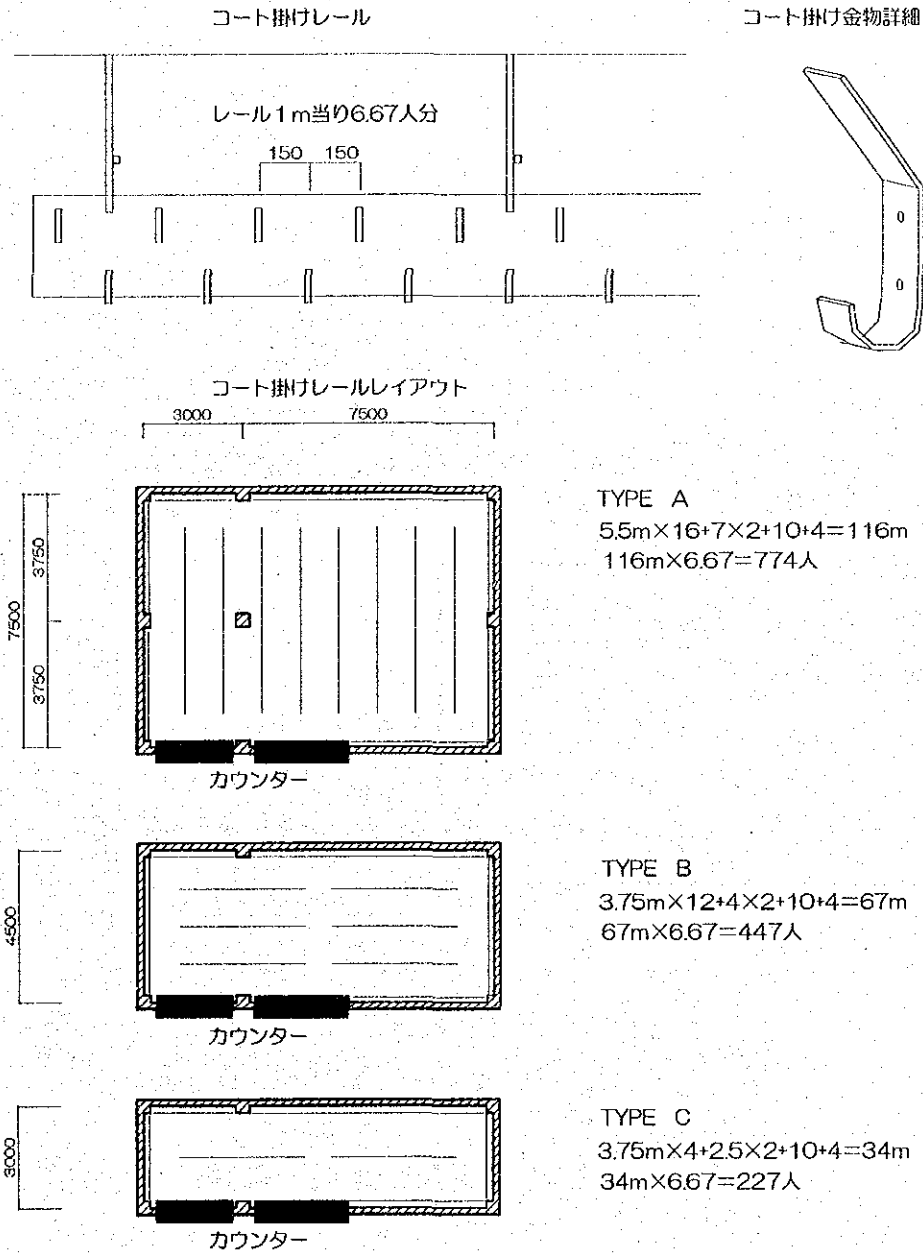 コート掛けレール
コート掛け金物詳細
レール1m当り6.67人分
150 150
コート掛けレールレイアウト
3000 7500
7500
3750
3750
カウンター
TYPE A
5.5m×16+7×2+10+4=116m
116m×6.67=774人
4500
カウンター
TYPE B
3.75m×12+4×2+10+4=67m
67m×6.67=447人
3000
カウンター
TYPE C
3.75m×4+2.5×2+10+4=34m
34m×6.67=227人